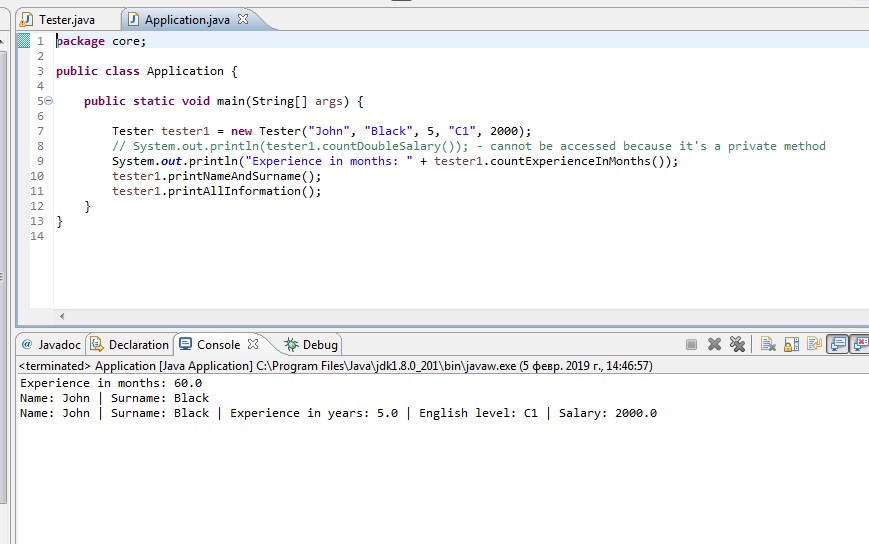 Tester.java Application.java
1 package core;
2
3 public class Application {
4
5 public static void main(String[] args) {
6
7 Tester tester1 = new Tester("John", "Black", 5, "C1", 2000);
8 // System.out.println(tester1.countDoubleSalary()); - cannot be accessed because it's a private method
9 System.out.println("Experience in months: " + tester1.countExperienceInMonths());
10 tester1.printNameAndSurname();
11 tester1.printAllInformation();
12 }
13 }
14
@ Javadoc Declaration Console Debug
<terminated> Application [Java Application] C:\Program Files\Java\jdk1.8.0_201\bin\javaw.exe (5 февр. 2019 г., 14:46:57)
Experience in months: 60.0
Name: John | Surname: Black
Name: John | Surname: Black | Experience in years: 5.0 | English level: C1 | Salary: 2000.0